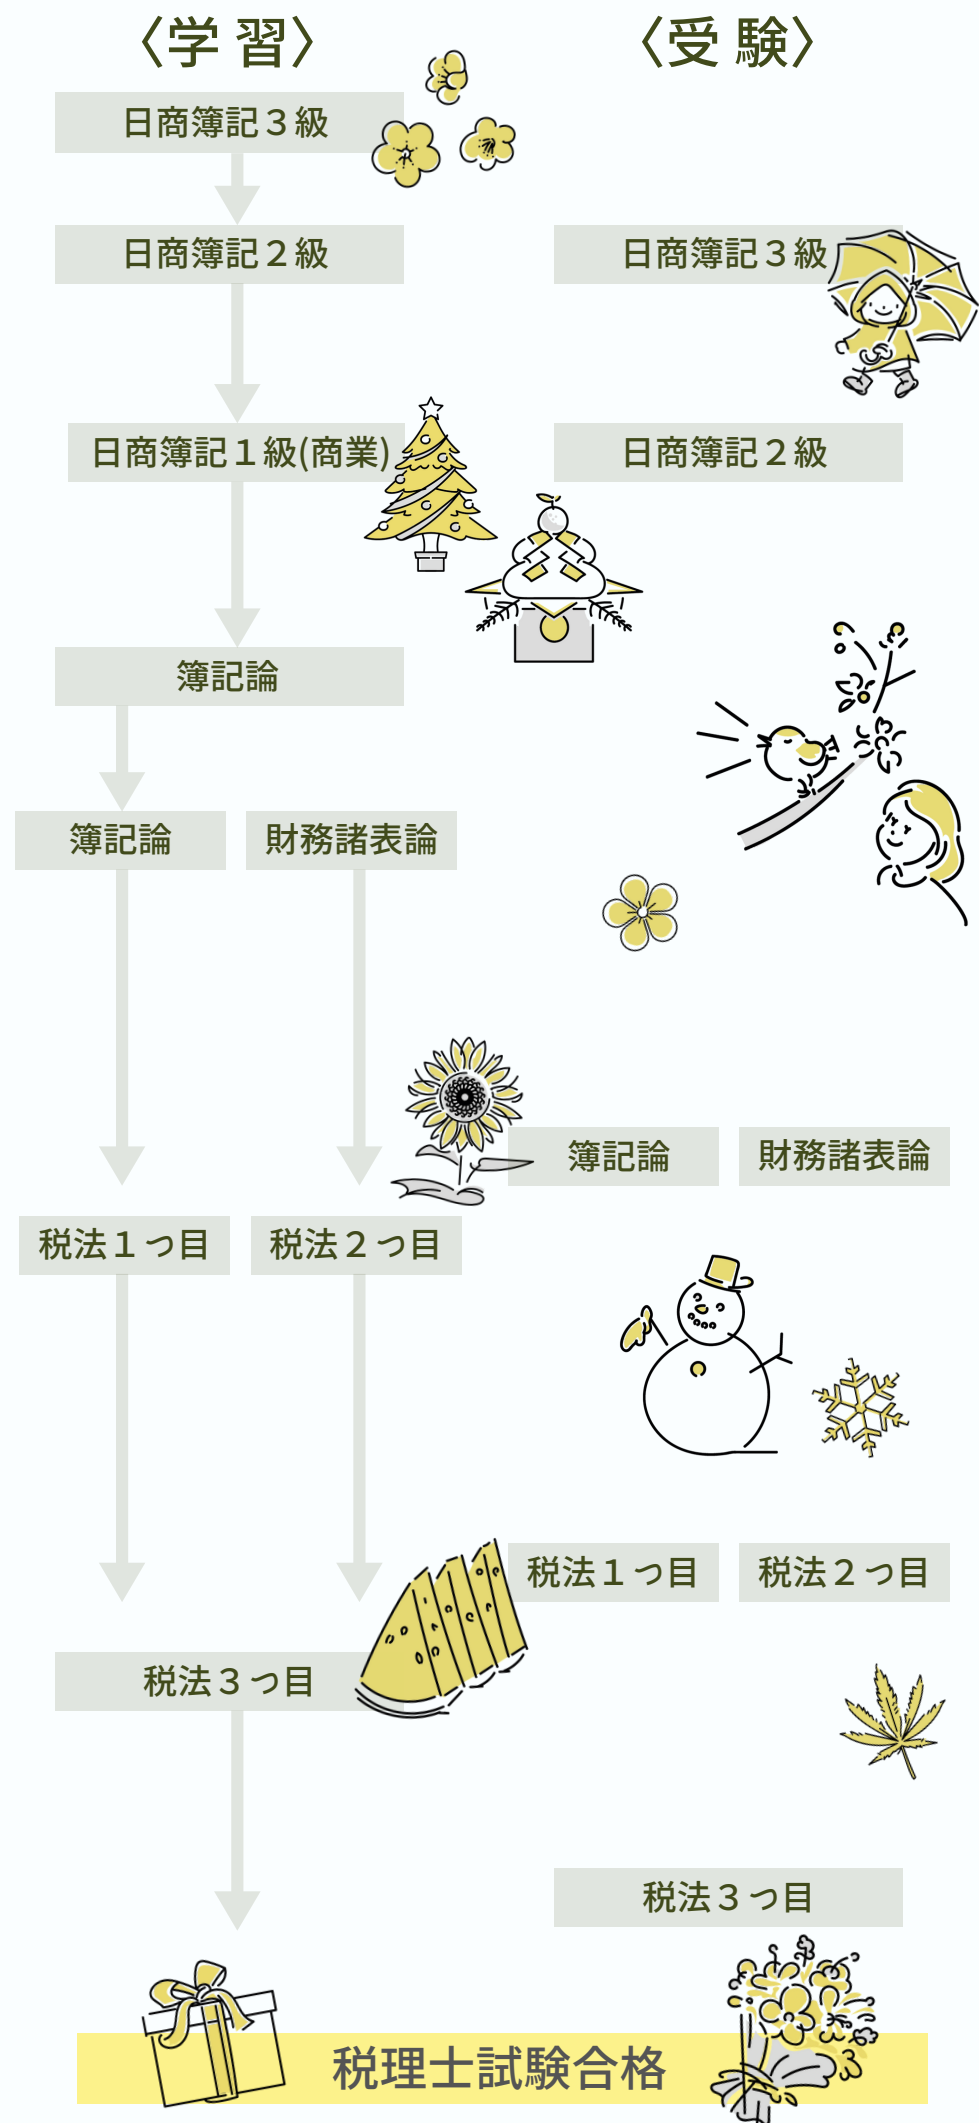 〈学 習〉
〈受 験〉
日商簿記３級
日商簿記２級
日商簿記３級
日商簿記１級(商業)
日商簿記２級
簿記論
簿記論
財務諸表論
簿記論
財務諸表論
税法１つ目
税法２つ目
税法１つ目
税法２つ目
税法３つ目
税法３つ目
税理士試験合格